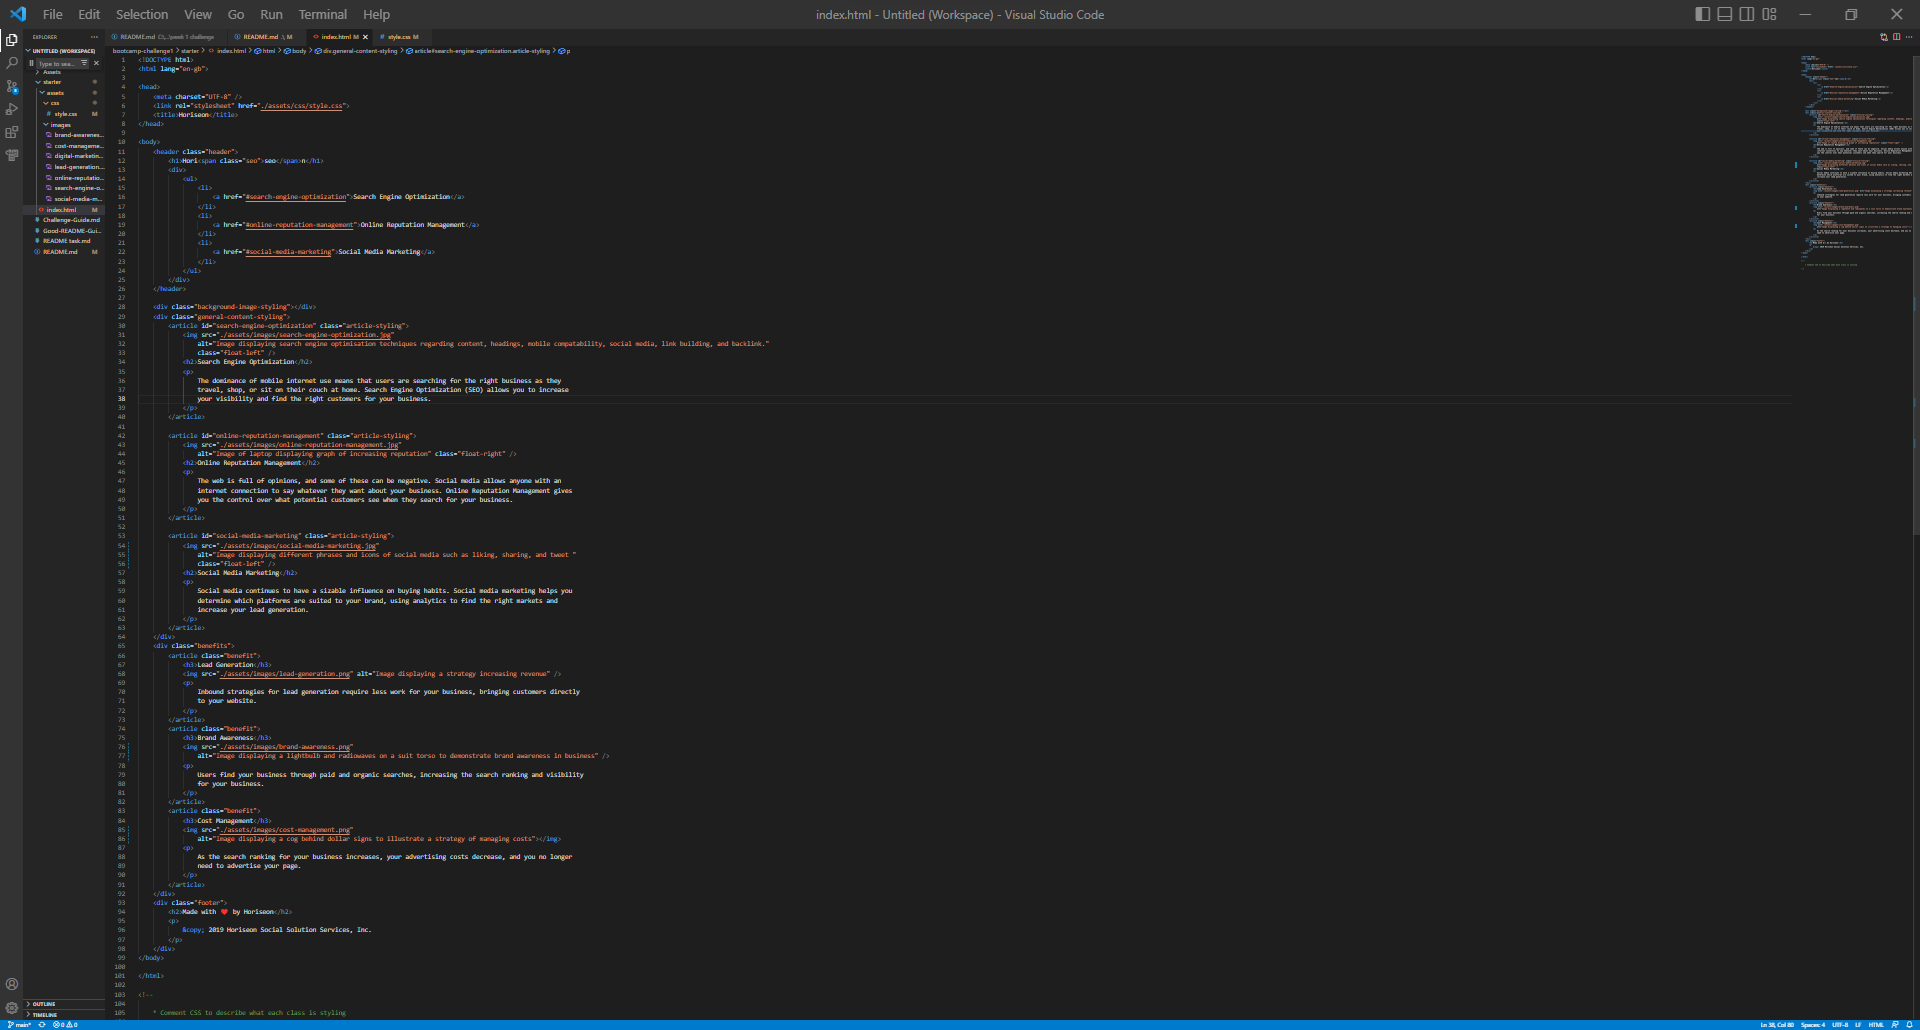 File Edit Selection View Go Run Terminal Help
index.html - Untitled (Workspace) - Visual Studio Code
EXPLORER
README.md C:\...\week 1 challenge
README.md .\ M
index.html M
style.css M
UNTITLED (WORKSPACE)
bootcamp-challenge1 > starter > index.html > html > body > div.general-content-styling > article#search-engine-optimization.article-styling > p
Type to sea...
Assets
starter
assets
css
style.css M
images
brand-awarenes...
cost-manageme...
digital-marketin...
lead-generation...
online-reputatio...
search-engine-o...
social-media-m...
index.html M
Challenge-Guide.md
Good-README-Gui...
README task.md
README.md M
1 <!DOCTYPE html>
2 <html lang="en-gb">
3
4 <head>
5 <meta charset="UTF-8" />
6 <link rel="stylesheet" href="./assets/css/style.css">
7 <title>Horiseon</title>
8 </head>
9
10 <body>
11 <header class="header">
12 <h1>Hori<span class="seo">seo</span>n</h1>
13 <div>
14 <ul>
15 <li>
16 <a href="#search-engine-optimization">Search Engine Optimization</a>
17 </li>
18 <li>
19 <a href="#online-reputation-management">Online Reputation Management</a>
20 </li>
21 <li>
22 <a href="#social-media-marketing">Social Media Marketing</a>
23 </li>
24 </ul>
25 </div>
26 </header>
27
28 <div class="background-image-styling"></div>
29 <div class="general-content-styling">
30 <article id="search-engine-optimization" class="article-styling">
31 <img src="./assets/images/search-engine-optimization.jpg"
32 alt="image displaying search engine optimisation techniques regarding content, headings, mobile compatability, social media, link building, and backlink."
33 class="float-left" />
34 <h2>Search Engine Optimization</h2>
35 <p>
36 The dominance of mobile internet use means that users are searching for the right business as they
37 travel, shop, or sit on their couch at home. Search Engine Optimization (SEO) allows you to increase
38 your visibility and find the right customers for your business.
39 </p>
40 </article>
41
42 <article id="online-reputation-management" class="article-styling">
43 <img src="./assets/images/online-reputation-management.jpg"
44 alt="image of laptop displaying graph of increasing reputation" class="float-right" />
45 <h2>Online Reputation Management</h2>
46 <p>
47 The web is full of opinions, and some of these can be negative. Social media allows anyone with an
48 internet connection to say whatever they want about your business. Online Reputation Management gives
49 you the control over what potential customers see when they search for your business.
50 </p>
51 </article>
52
53 <article id="social-media-marketing" class="article-styling">
54 <img src="./assets/images/social-media-marketing.jpg"
55 alt="image displaying different phrases and icons of social media such as liking, sharing, and tweet "
56 class="float-left" />
57 <h2>Social Media Marketing</h2>
58 <p>
59 Social media continues to have a sizable influence on buying habits. Social media marketing helps you
60 determine which platforms are suited to your brand, using analytics to find the right markets and
61 increase your lead generation.
62 </p>
63 </article>
64 </div>
65 <div class="benefits">
66 <article class="benefit">
67 <h3>Lead Generation</h3>
68 <img src="./assets/images/lead-generation.png" alt="image displaying a strategy increasing revenue" />
69 <p>
70 Inbound strategies for lead generation require less work for your business, bringing customers directly
71 to your website.
72 </p>
73 </article>
74 <article class="benefit">
75 <h3>Brand Awareness</h3>
76 <img src="./assets/images/brand-awareness.png"
77 alt="image displaying a lightbulb and radiowaves on a suit torso to demonstrate brand awareness in business" />
78 <p>
79 Users find your business through paid and organic searches, increasing the search ranking and visibility
80 for your business.
81 </p>
82 </article>
83 <article class="benefit">
84 <h3>Cost Management</h3>
85 <img src="./assets/images/cost-management.png"
86 alt="image displaying a cog behind dollar signs to illustrate a strategy of managing costs"></img>
87 <p>
88 As the search ranking for your business increases, your advertising costs decrease, and you no longer
89 need to advertise your page.
90 </p>
91 </article>
92 </div>
93 <div class="footer">
94 <h2>Made with ❤️ by Horiseon</h2>
95 <p>
96 &copy; 2019 Horiseon Social Solution Services, Inc.
97 </p>
98 </div>
99 </body>
100
101 </html>
102
103 <!--
104
105 * Comment CSS to describe what each class is styling
OUTLINE
TIMELINE
main* 0 0
Ln 38, Col 80 Spaces: 4 UTF-8 LF HTML